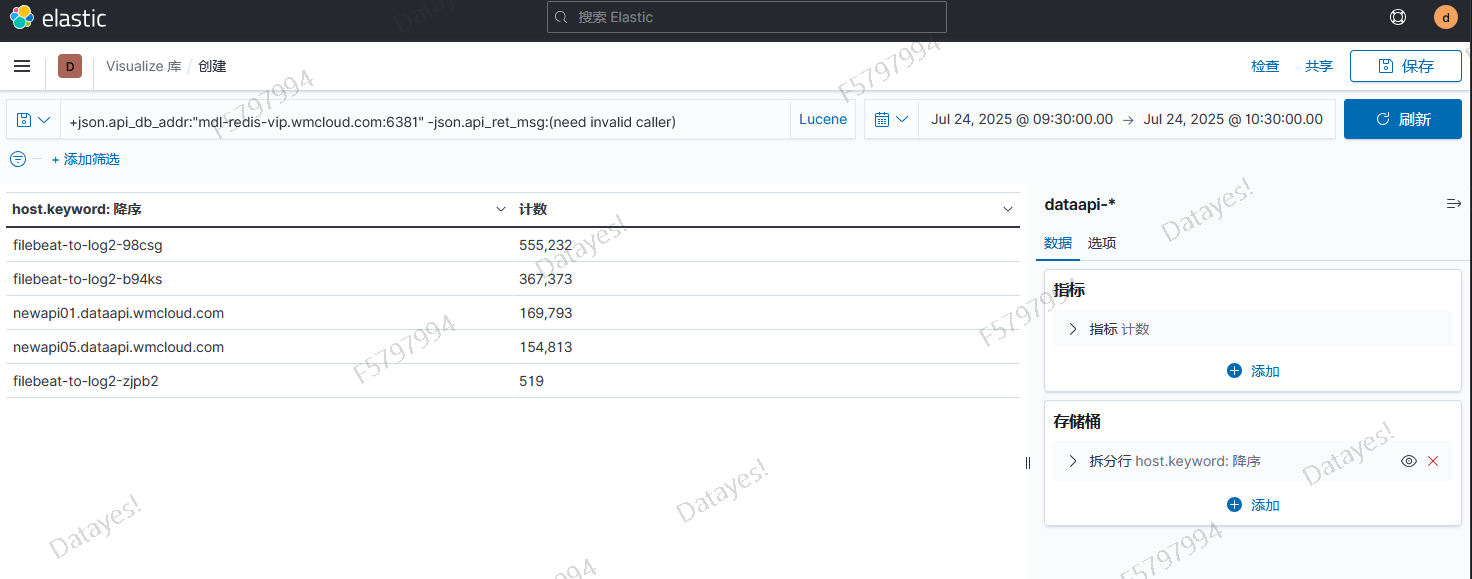 elastic
搜索 Elastic
d
D
Visualize 库 / 创建
检查
共享
保存
+json.api_db_addr:"mdl-redis-vip.wmcloud.com:6381" -json.api_ret_msg:(need invalid caller)
Lucene
Jul 24, 2025 @ 09:30:00.00 → Jul 24, 2025 @ 10:30:00.00
刷新
+ 添加筛选
host.keyword: 降序 计数
filebeat-to-log2-98csg 555,232
filebeat-to-log2-b94ks 367,373
newapi01.dataapi.wmcloud.com 169,793
newapi05.dataapi.wmcloud.com 154,813
filebeat-to-log2-zjpb2 519
dataapi-*
数据 选项
指标
指标 计数
添加
存储桶
拆分行 host.keyword: 降序
添加
Datayes!
F5797994
F5797994
Datayes!
Datayes!
F5797994
F5797994
Datayes!
Datayes!
Datayes!
F5797994